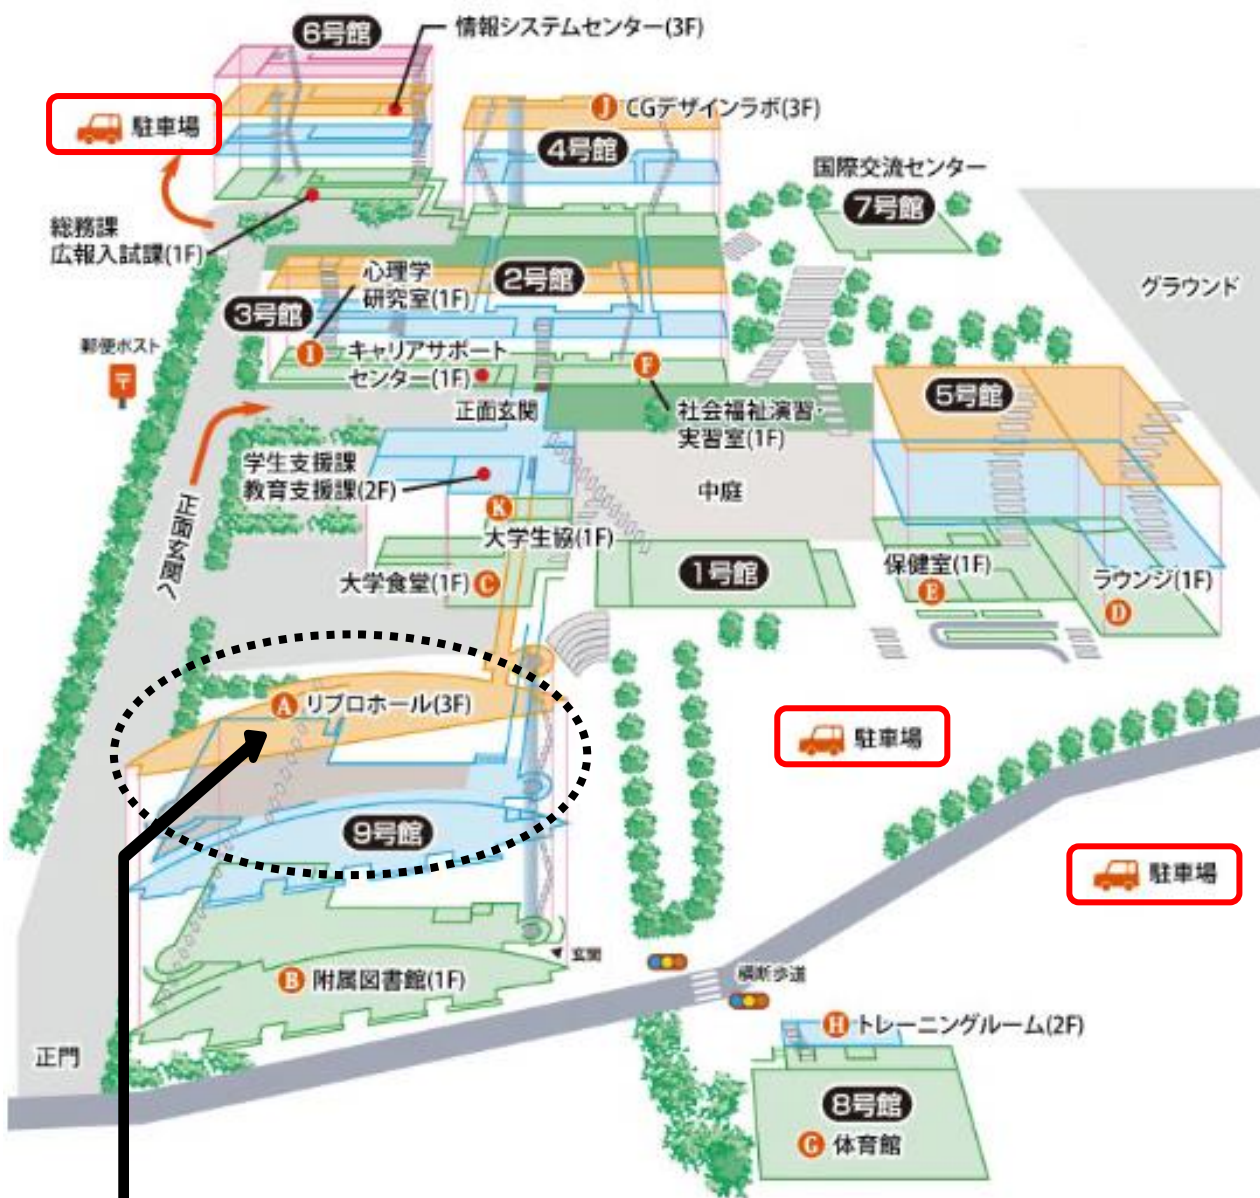 6号館
情報システムセンター(3F)
駐車場
J CGデザインラボ(3F)
4号館
国際交流センター
7号館
総務課
広報入試課(1F)
グラウンド
心理学
研究室(1F)
2号館
3号館
郵便ポスト
〒
I キャリアサポート
センター(1F)
F
社会福祉演習・
実習室(1F)
5号館
正面玄関
学生支援課
教育支援課(2F)
中庭
正面玄関へ
K
大学生協(1F)
大学食堂(1F) C
1号館
保健室(1F)
E
ラウンジ(1F)
D
A リブロホール(3F)
駐車場
9号館
駐車場
玄関
B 附属図書館(1F)
横断歩道
正門
H トレーニングルーム(2F)
8号館
G 体育館